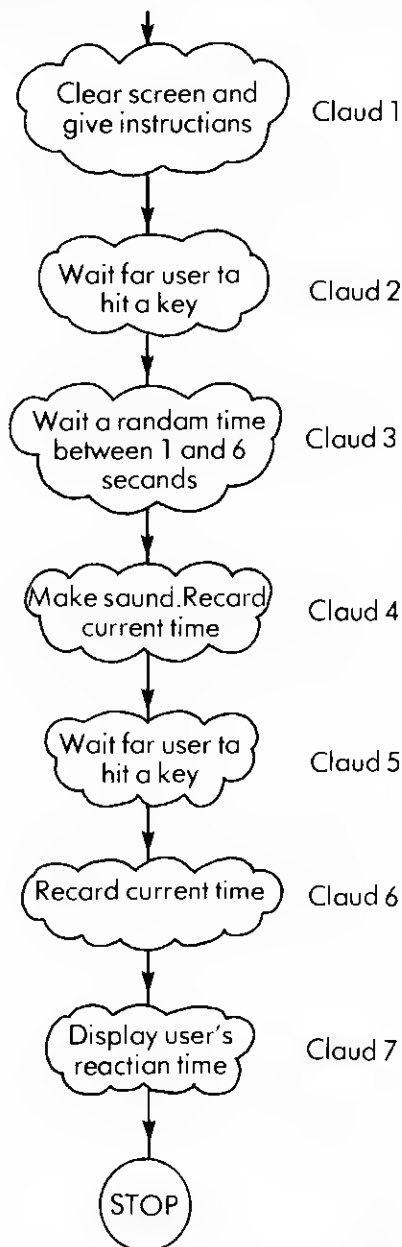 Clear screen and
give instructians
Claud 1
Wait far user ta
hit a key
Claud 2
Wait a randam time
between 1 and 6
secands
Claud 3
Make saund.Recard
current time
Claud 4
Wait far user ta
hit a key
Claud 5
Recard current time
Claud 6
Display user's
reactian time
Claud 7
STOP